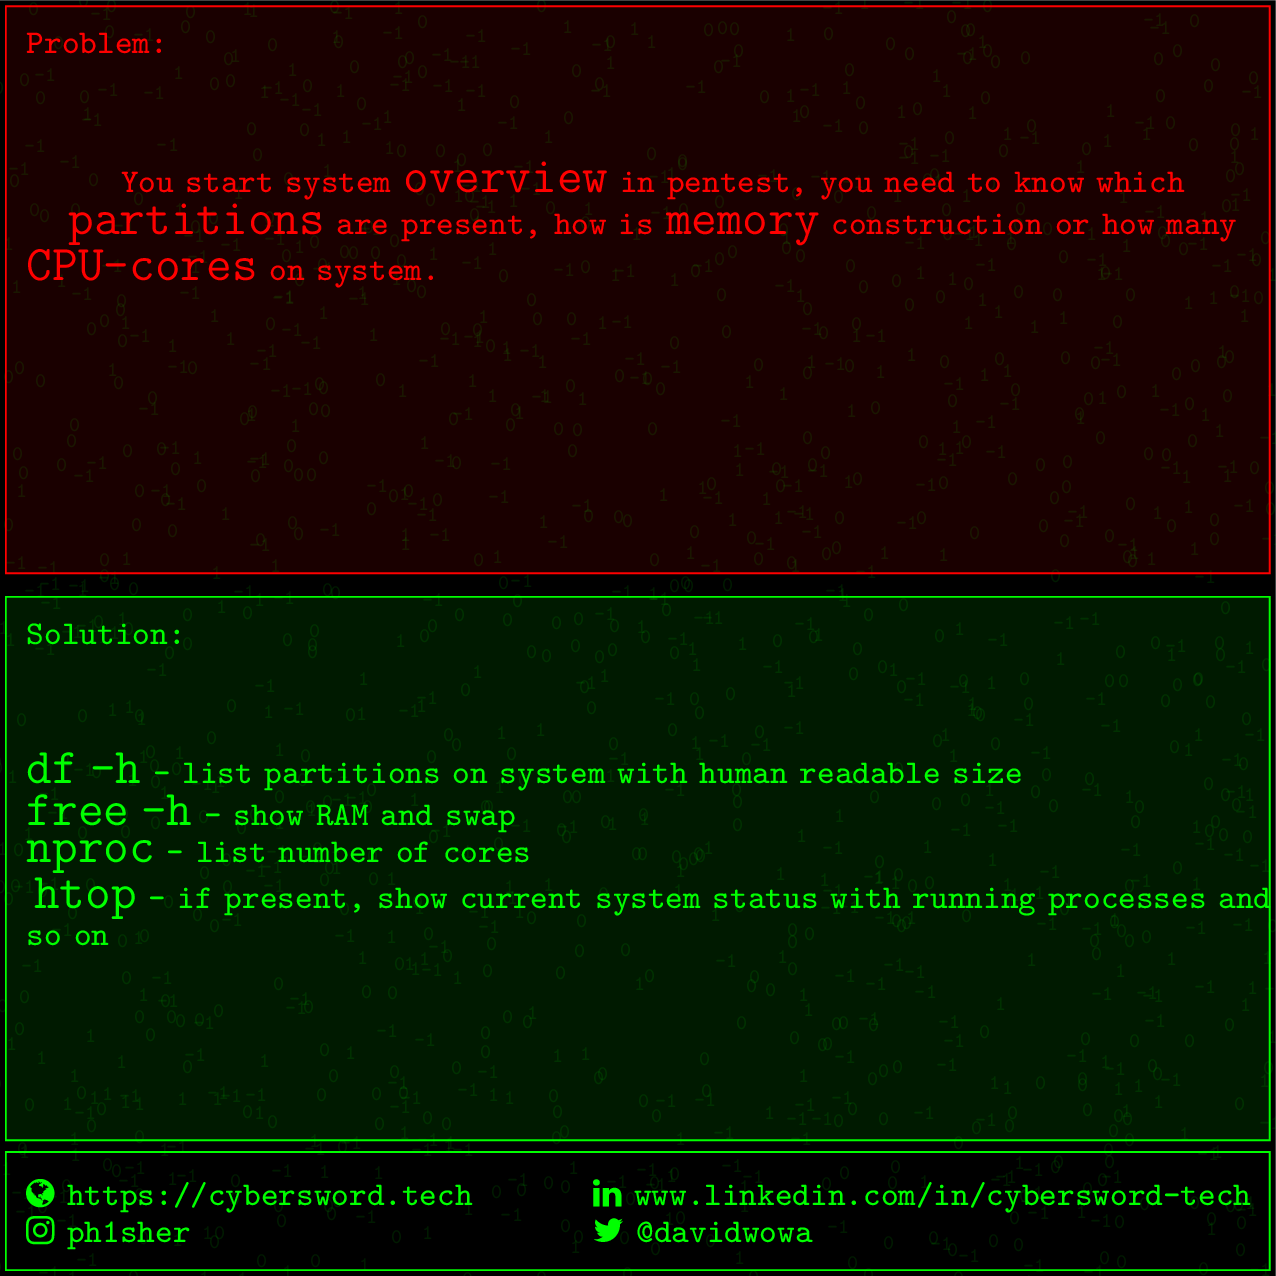 Problem:
You start system overview in pentest, you need to know which
partitions are present, how is memory construction or how many
CPU-cores on system.
Solution:
df -h - list partitions on system with human readable size
free -h - show RAM and swap
nproc - list number of cores
htop - if present, show current system status with running processes and
so on
https://cybersword.tech
www.linkedin.com/in/cybersword-tech
ph1sher
@davidwowa